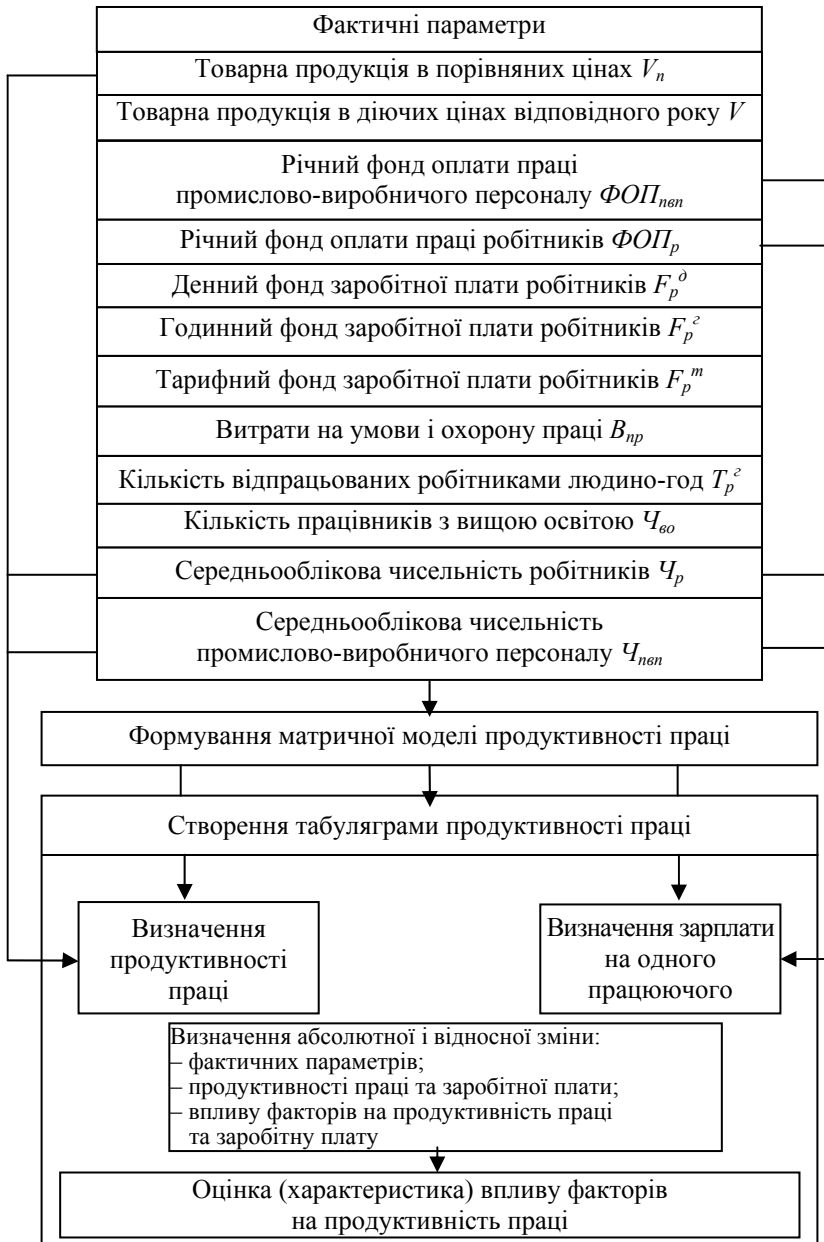 Фактичні параметри
Товарна продукція в порівняних цінах Vп
Товарна продукція в діючих цінах відповідного року V
Річний фонд оплати праці
промислово-виробничого персоналу ФОПпвп
Річний фонд оплати праці робітників ФОПр
Денний фонд заробітної плати робітників Fрд
Годинний фонд заробітної плати робітників Fрг
Тарифний фонд заробітної плати робітників Fрт
Витрати на умови і охорону праці Впр
Кількість відпрацьованих робітниками людино-год Трг
Кількість працівників з вищою освітою Чво
Середньооблікова чисельність робітників Чр
Середньооблікова чисельність
промислово-виробничого персоналу Чпвп
Формування матричної моделі продуктивності праці
Створення табуляграми продуктивності праці
Визначення
продуктивності
праці
Визначення зарплати
на одного
працюючого
Визначення абсолютної і відносної зміни:
– фактичних параметрів;
– продуктивності праці та заробітної плати;
– впливу факторів на продуктивність праці
та заробітну плату
Оцінка (характеристика) впливу факторів
на продуктивність праці